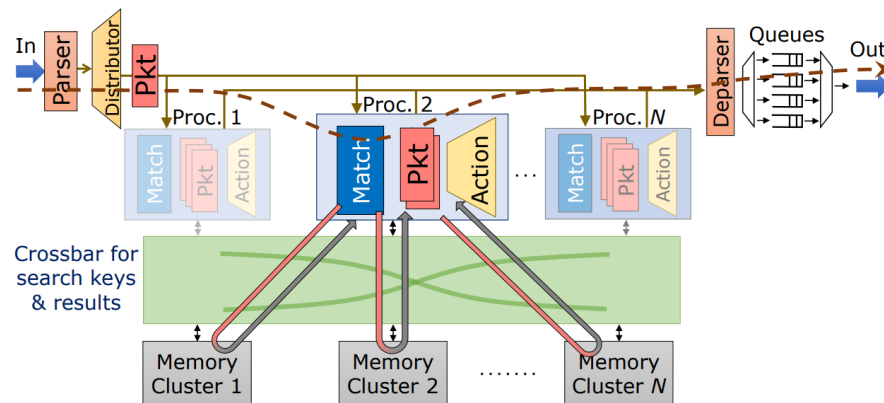 In
Parser
Distributor
Pkt
Deparser
Queues
Out
Proc. 1
Match
Pkt
Action
Proc. 2
Match
Pkt
Action
...
Proc. N
Match
Pkt
Action
Crossbar for
search keys
& results
Memory
Cluster 1
Memory
Cluster 2
.......
Memory
Cluster N